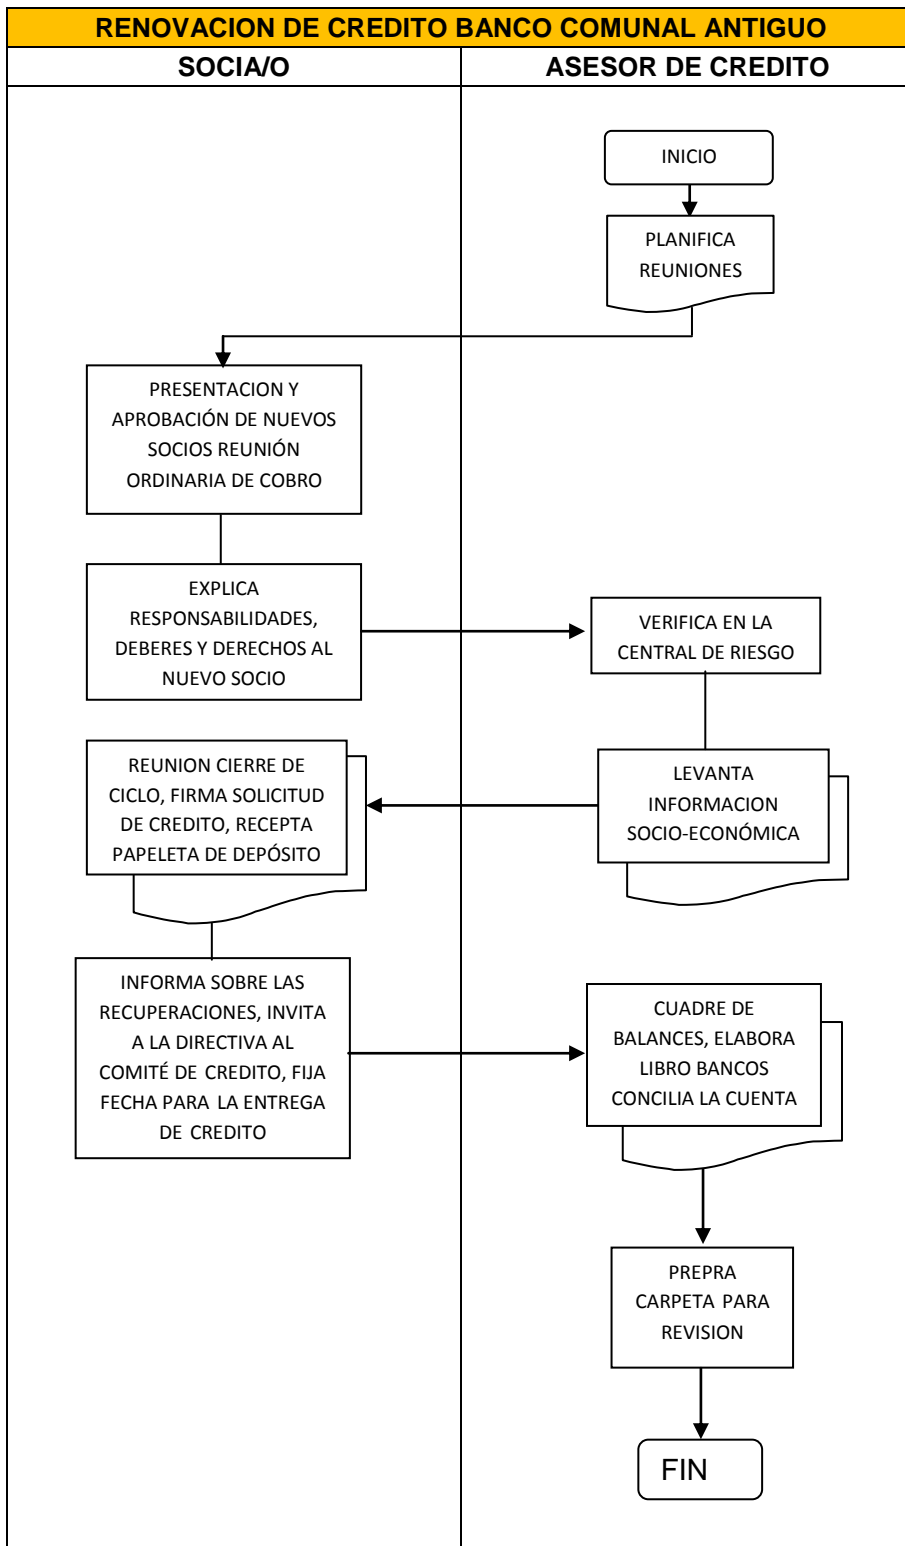 RENOVACION DE CREDITO BANCO COMUNAL ANTIGUO
SOCIA/O
ASESOR DE CREDITO
INICIO
PLANIFICA
REUNIONES
PRESENTACION Y
APROBACIÓN DE NUEVOS
SOCIOS REUNIÓN
ORDINARIA DE COBRO
EXPLICA
RESPONSABILIDADES,
DEBERES Y DERECHOS AL
NUEVO SOCIO
VERIFICA EN LA
CENTRAL DE RIESGO
LEVANTA
INFORMACION
SOCIO-ECONÓMICA
REUNION CIERRE DE
CICLO, FIRMA SOLICITUD
DE CREDITO, RECEPTA
PAPELETA DE DEPÓSITO
INFORMA SOBRE LAS
RECUPERACIONES, INVITA
A LA DIRECTIVA AL
COMITÉ DE CREDITO, FIJA
FECHA PARA LA ENTREGA
DE CREDITO
CUADRE DE
BALANCES, ELABORA
LIBRO BANCOS
CONCILIA LA CUENTA
PREPRA
CARPETA PARA
REVISION
FIN